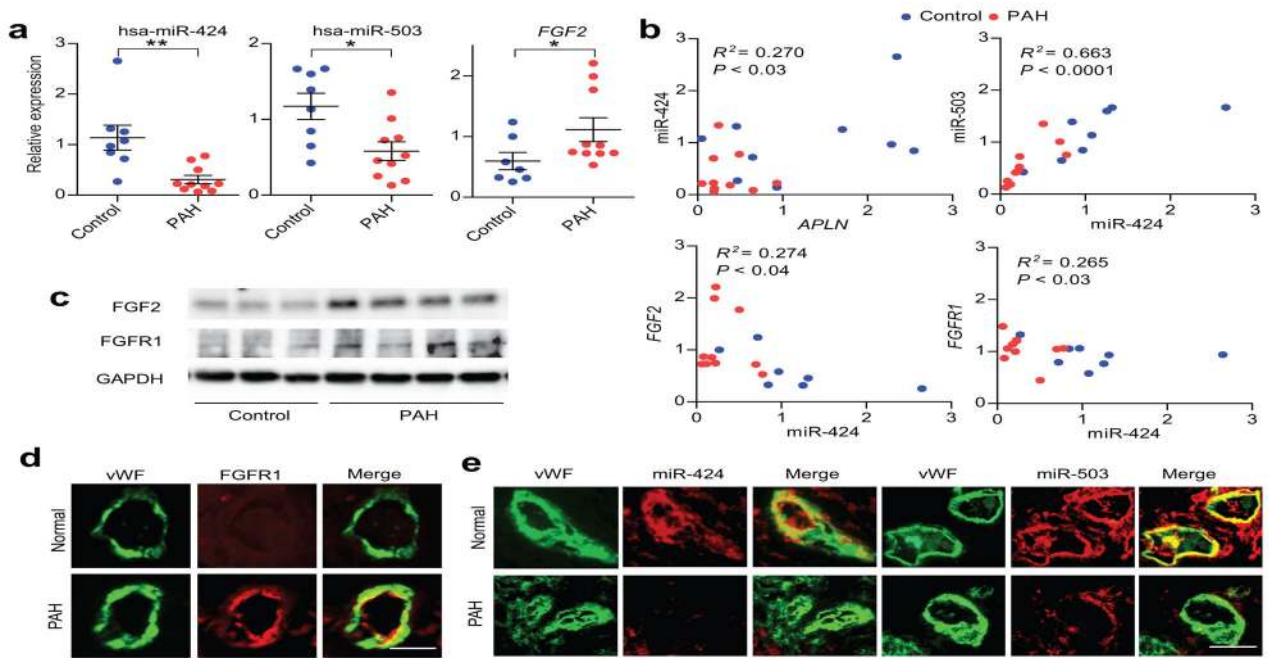 a
hsa-miR-424
hsa-miR-503
FGF2
**
*
*
Relative expression
3
2
1
0
3
2
1
0
2
1
0
Control
PAH
Control
PAH
Control
PAH
b
Control
PAH
R² = 0.270
P < 0.03
miR-424
3
2
1
0
0
1
2
3
APLN
R² = 0.663
P < 0.0001
miR-503
3
2
1
0
0
1
2
3
miR-424
R² = 0.274
P < 0.04
FGF2
3
2
1
0
0
1
2
3
miR-424
R² = 0.265
P < 0.03
FGFR1
3
2
1
0
0
1
2
3
miR-424
c
FGF2
FGFR1
GAPDH
Control
PAH
d
vWF
FGFR1
Merge
Normal
PAH
e
vWF
miR-424
Merge
vWF
miR-503
Merge
Normal
PAH